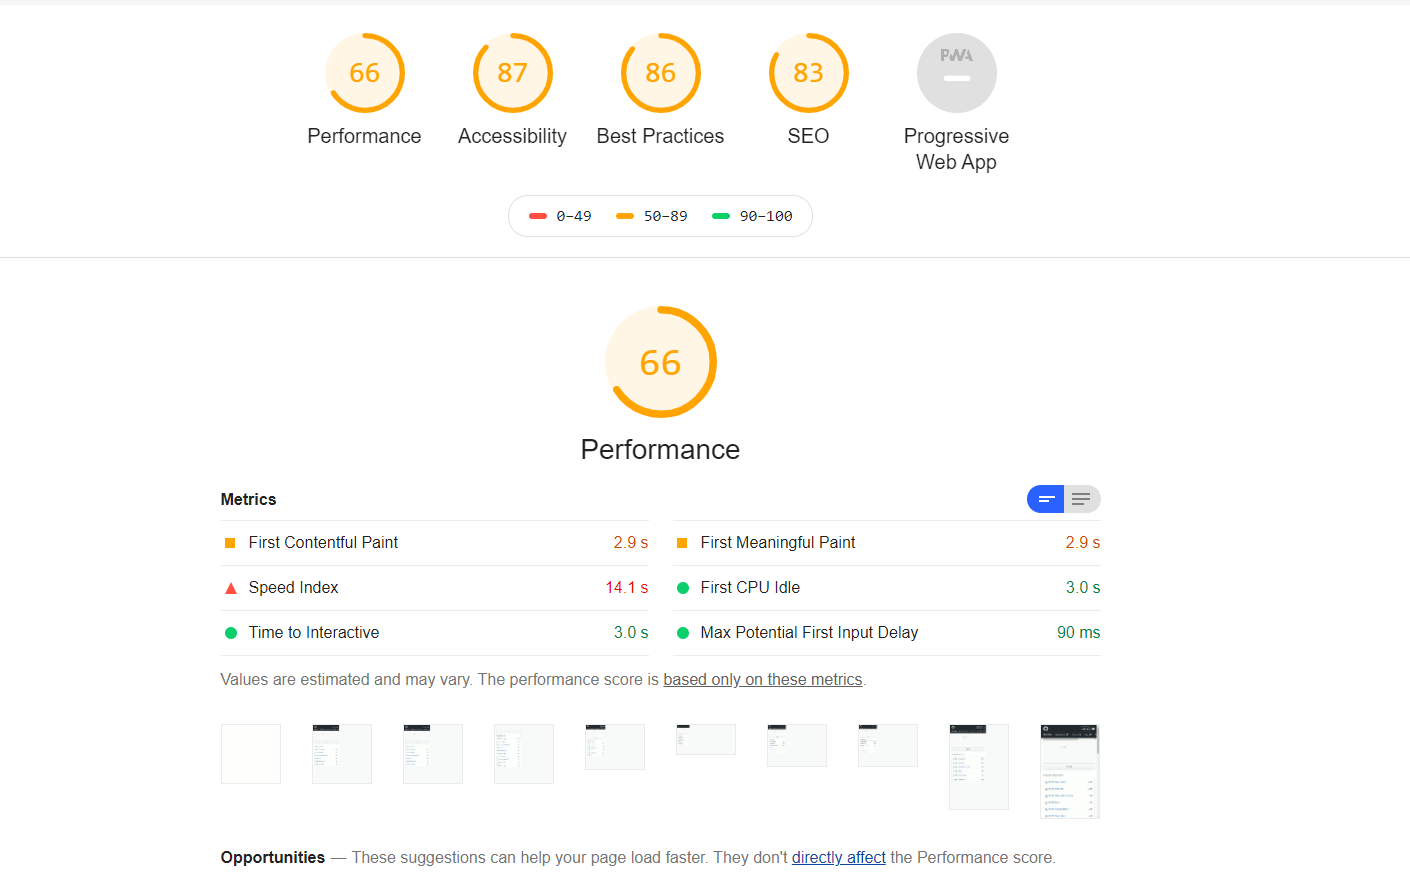 66
87
86
83
PWA
Performance
Accessibility
Best Practices
SEO
Progressive
Web App
0–49
50–89
90–100
66
Performance
Metrics
First Contentful Paint 2.9 s
First Meaningful Paint 2.9 s
Speed Index 14.1 s
First CPU Idle 3.0 s
Time to Interactive 3.0 s
Max Potential First Input Delay 90 ms
Values are estimated and may vary. The performance score is based only on these metrics.
Opportunities — These suggestions can help your page load faster. They don't directly affect the Performance score.